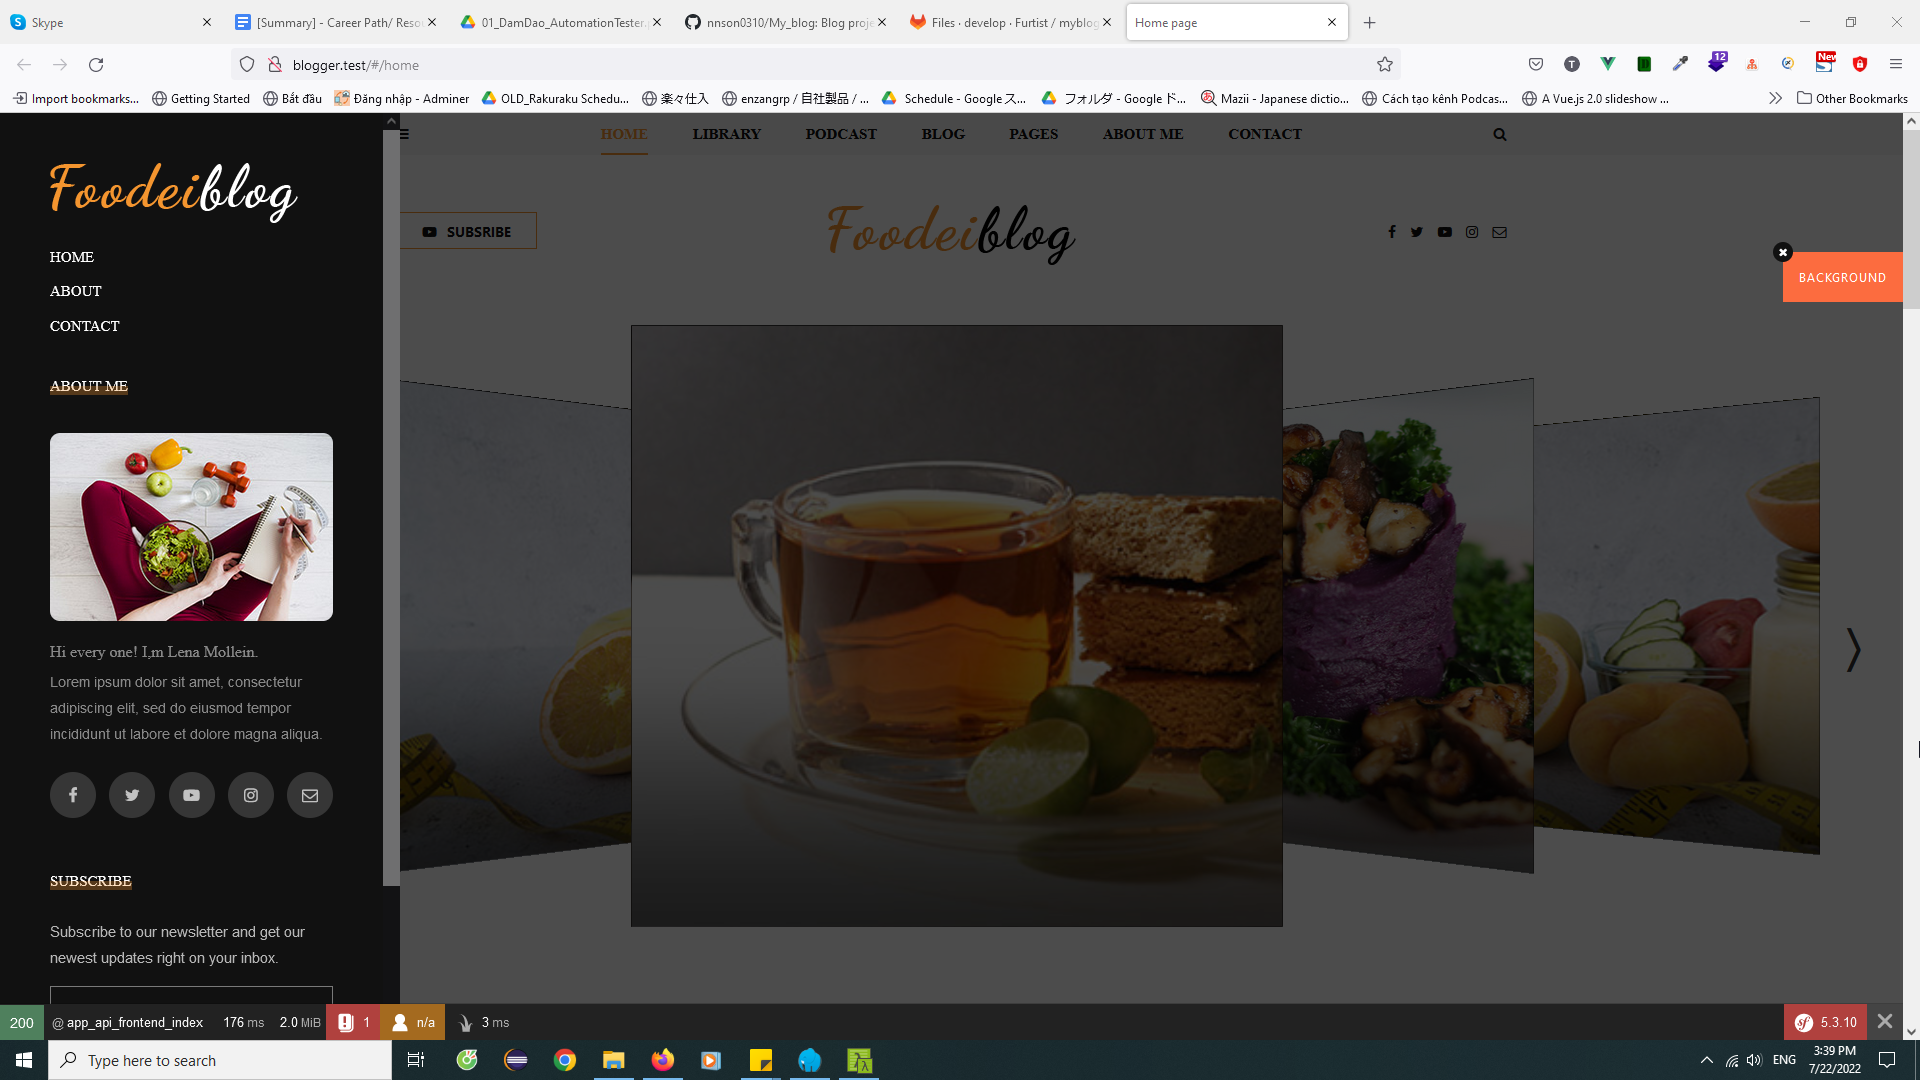 Skype
[Summary] - Career Path/ Reso
01_DamDao_AutomationTester.
nnson0310/My_blog: Blog proje
Files · develop · Furtist / myblog
Home page
blogger.test/#/home
Import bookmarks...
Getting Started
Bắt đầu
Đăng nhập - Adminer
OLD_Rakuraku Schedu...
楽々仕入
enzangrp / 自社製品 / ...
Schedule - Google ス...
フォルダ - Google ド...
Mazii - Japanese dictio...
Cách tạo kênh Podcas...
A Vue.js 2.0 slideshow ...
Other Bookmarks
12
New
Foodeiblog
HOME
ABOUT
CONTACT
ABOUT ME
Hi every one! I,m Lena Mollein.
Lorem ipsum dolor sit amet, consectetur
adipiscing elit, sed do eiusmod tempor
incididunt ut labore et dolore magna aliqua.
SUBSCRIBE
Subscribe to our newsletter and get our
newest updates right on your inbox.
HOME
LIBRARY
PODCAST
BLOG
PAGES
ABOUT ME
CONTACT
SUBSRIBE
Foodeiblog
BACKGROUND
200
@ app_api_frontend_index
176 ms
2.0 MiB
1
n/a
3 ms
5.3.10
Type here to search
ENG
3:39 PM
7/22/2022